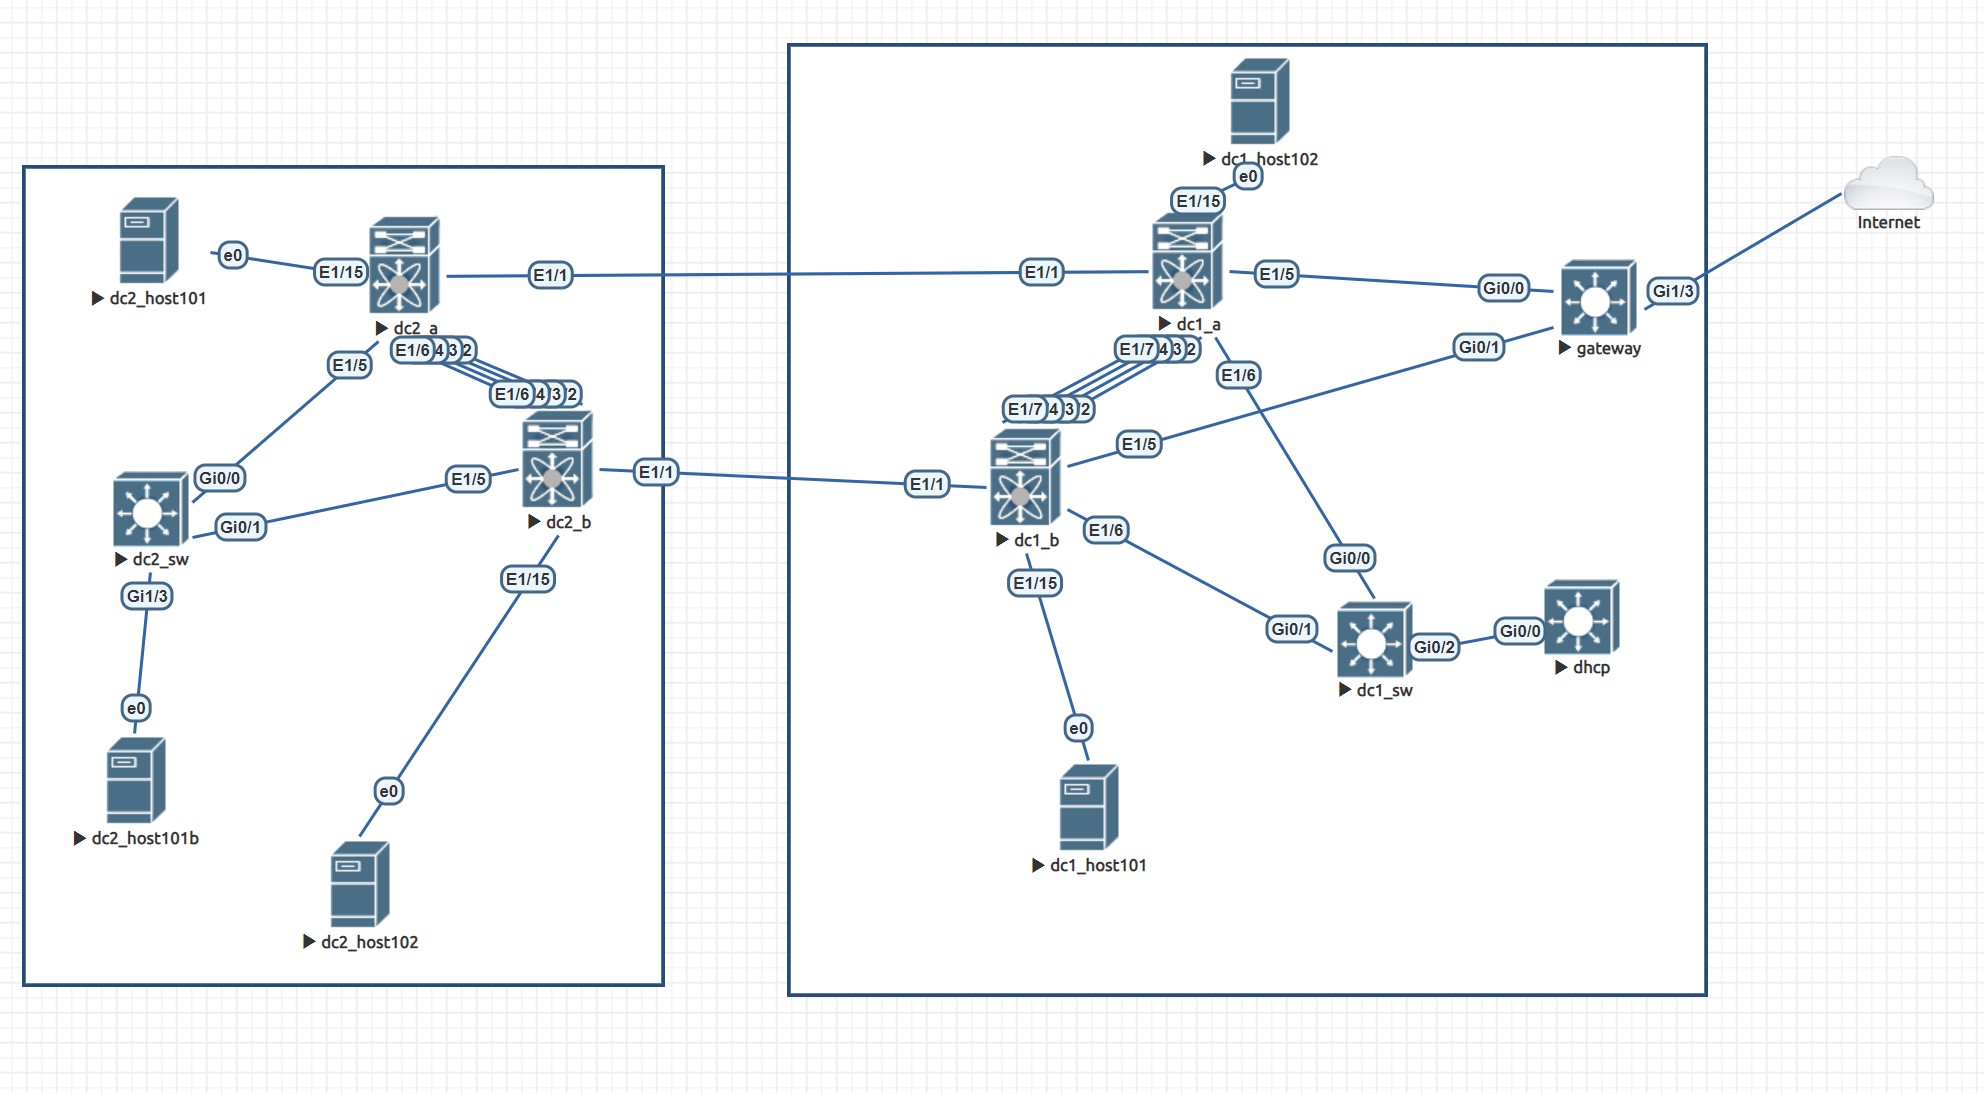 dc1_host102
e0
E1/15
Internet
dc2_host101
e0
E1/15
E1/1
E1/1
E1/5
Gi0/0
Gi1/3
dc2_a
dc1_a
gateway
E1/6 4 3 2
E1/7 4 3 2
Gi0/1
E1/5
E1/6
E1/6 4 3 2
E1/7 4 3 2
E1/5
Gi0/0
E1/5
E1/1
E1/1
Gi0/1
dc2_b
E1/6
dc1_b
dc2_sw
Gi0/0
E1/15
E1/15
Gi1/3
Gi0/1
Gi0/2
Gi0/0
dhcp
dc1_sw
e0
e0
e0
dc2_host101b
dc1_host101
dc2_host102